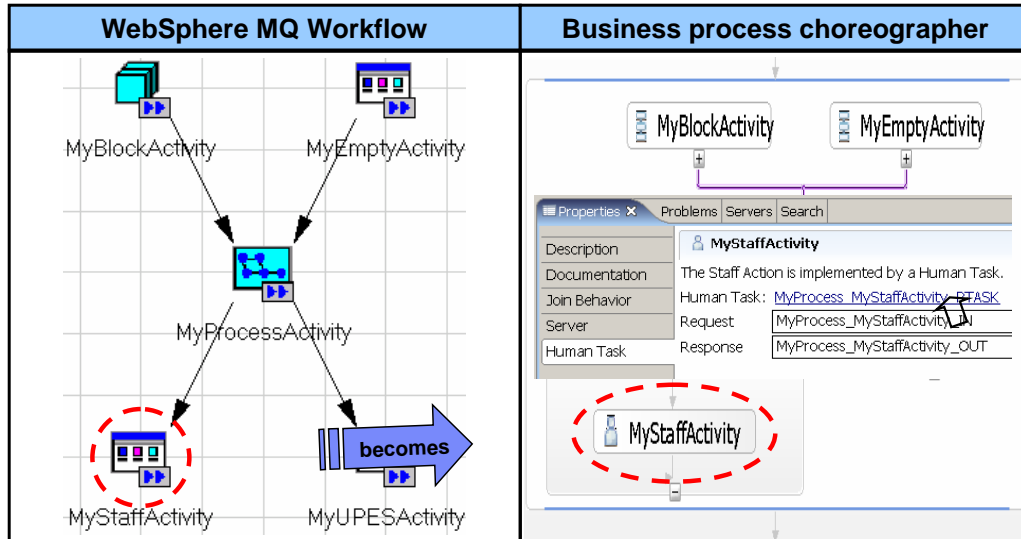 WebSphere MQ Workflow
Business process choreographer
MyBlockActivity
MyEmptyActivity
MyProcessActivity
becomes
MyStaffActivity
MyUPESActivity
MyBlockActivity
MyEmptyActivity
Properties
Problems
Servers
Search
Description
Documentation
Join Behavior
Server
Human Task
MyStaffActivity
The Staff Action is implemented by a Human Task.
Human Task: MyProcess_MyStaffActivity_PTASK
Request MyProcess_MyStaffActivity_IN
Response MyProcess_MyStaffActivity_OUT
MyStaffActivity